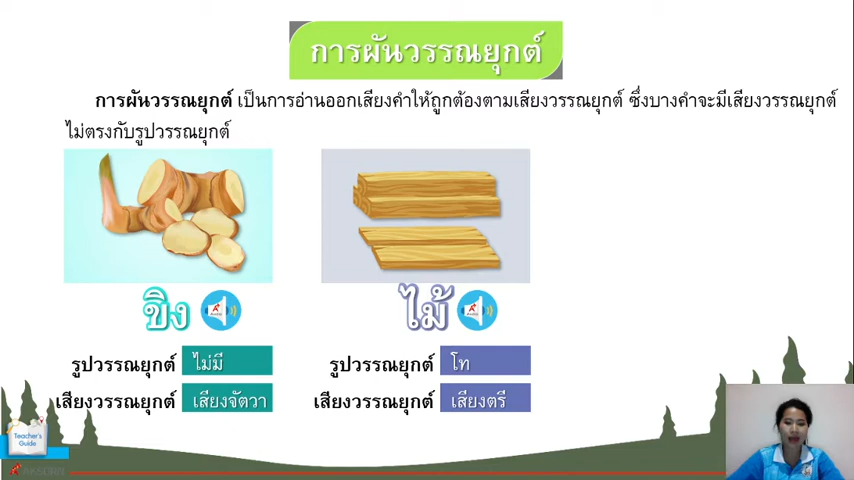 การผันวรรณยุกต์
การผันวรรณยุกต์ เป็นการอ่านออกเสียงคำให้ถูกต้องตามเสียงวรรณยุกต์ ซึ่งบางคำจะมีเสียงวรรณยุกต์
ไม่ตรงกับรูปวรรณยุกต์
ขิง
ไม้
รูปวรรณยุกต์ ไม่มี
รูปวรรณยุกต์ โท
เสียงวรรณยุกต์ เสียงจัตวา
เสียงวรรณยุกต์ เสียงตรี
Teacher's
Guide
AKSORN